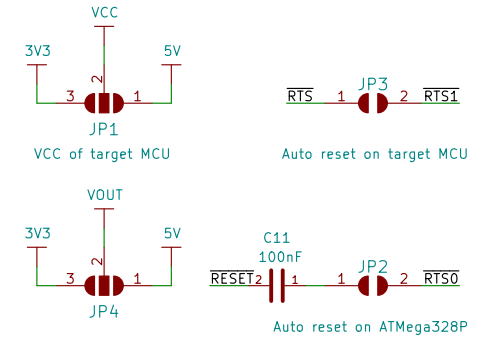 VCC
3V3
5V
2
3
1
JP1
VCC of target MCU
JP3
RTS
1
2
RTS1
Auto reset on target MCU
VOUT
3V3
5V
2
3
1
JP4
C11
100nF
RESET
2
1
JP2
1
2
RTS0
Auto reset on ATMega328P